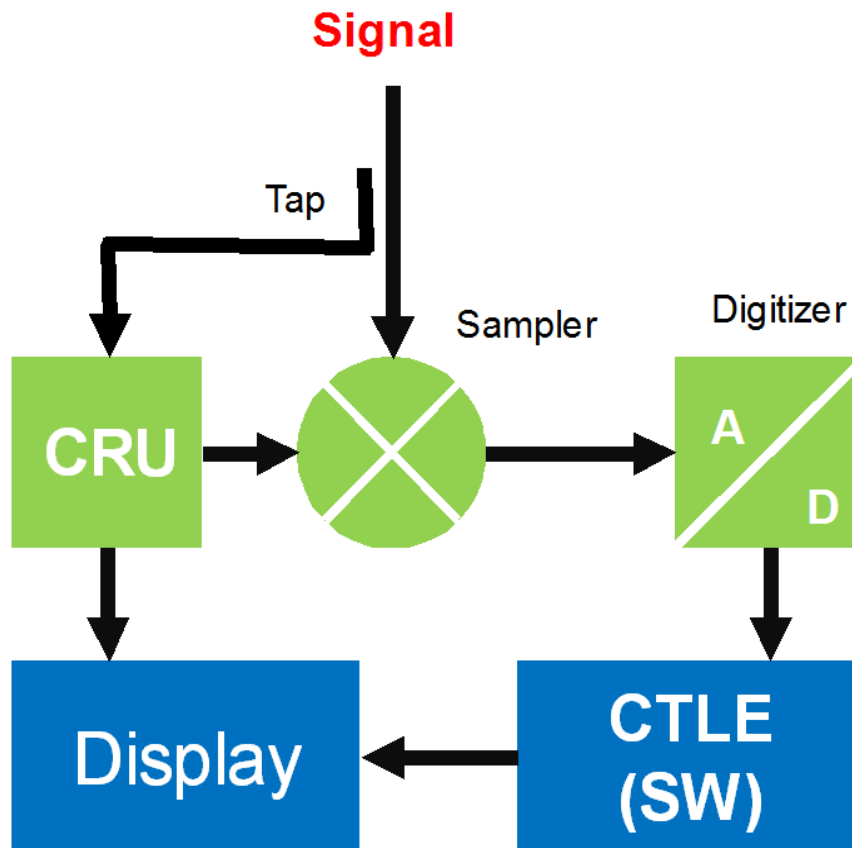 Signal
Tap
Sampler
Digitizer
CRU
A
D
Display
CTLE
(SW)